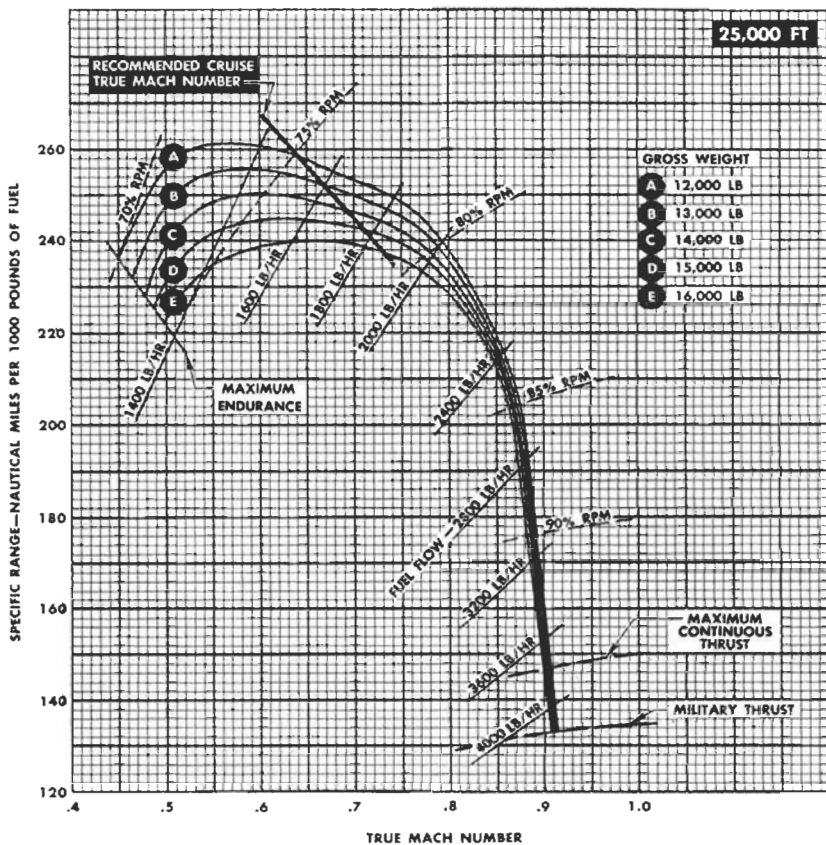 25,000 FT
RECOMMENDED CRUISE
TRUE MACH NUMBER
75% RPM
70% RPM
260
240
220
200
180
160
140
120
A
B
C
D
E
GROSS WEIGHT
A 12,000 LB
B 13,000 LB
C 14,000 LB
D 15,000 LB
E 16,000 LB
80% RPM
1400 LB/HR
1600 LB/HR
1800 LB/HR
2000 LB/HR
MAXIMUM
ENDURANCE
2400 LB/HR
85% RPM
FUEL FLOW—2800 LB/HR
90% RPM
3200 LB/HR
3600 LB/HR
4000 LB/HR
MAXIMUM
CONTINUOUS
THRUST
MILITARY THRUST
SPECIFIC RANGE—NAUTICAL MILES PER 1000 POUNDS OF FUEL
.4 .5 .6 .7 .8 .9 1.0
TRUE MACH NUMBER